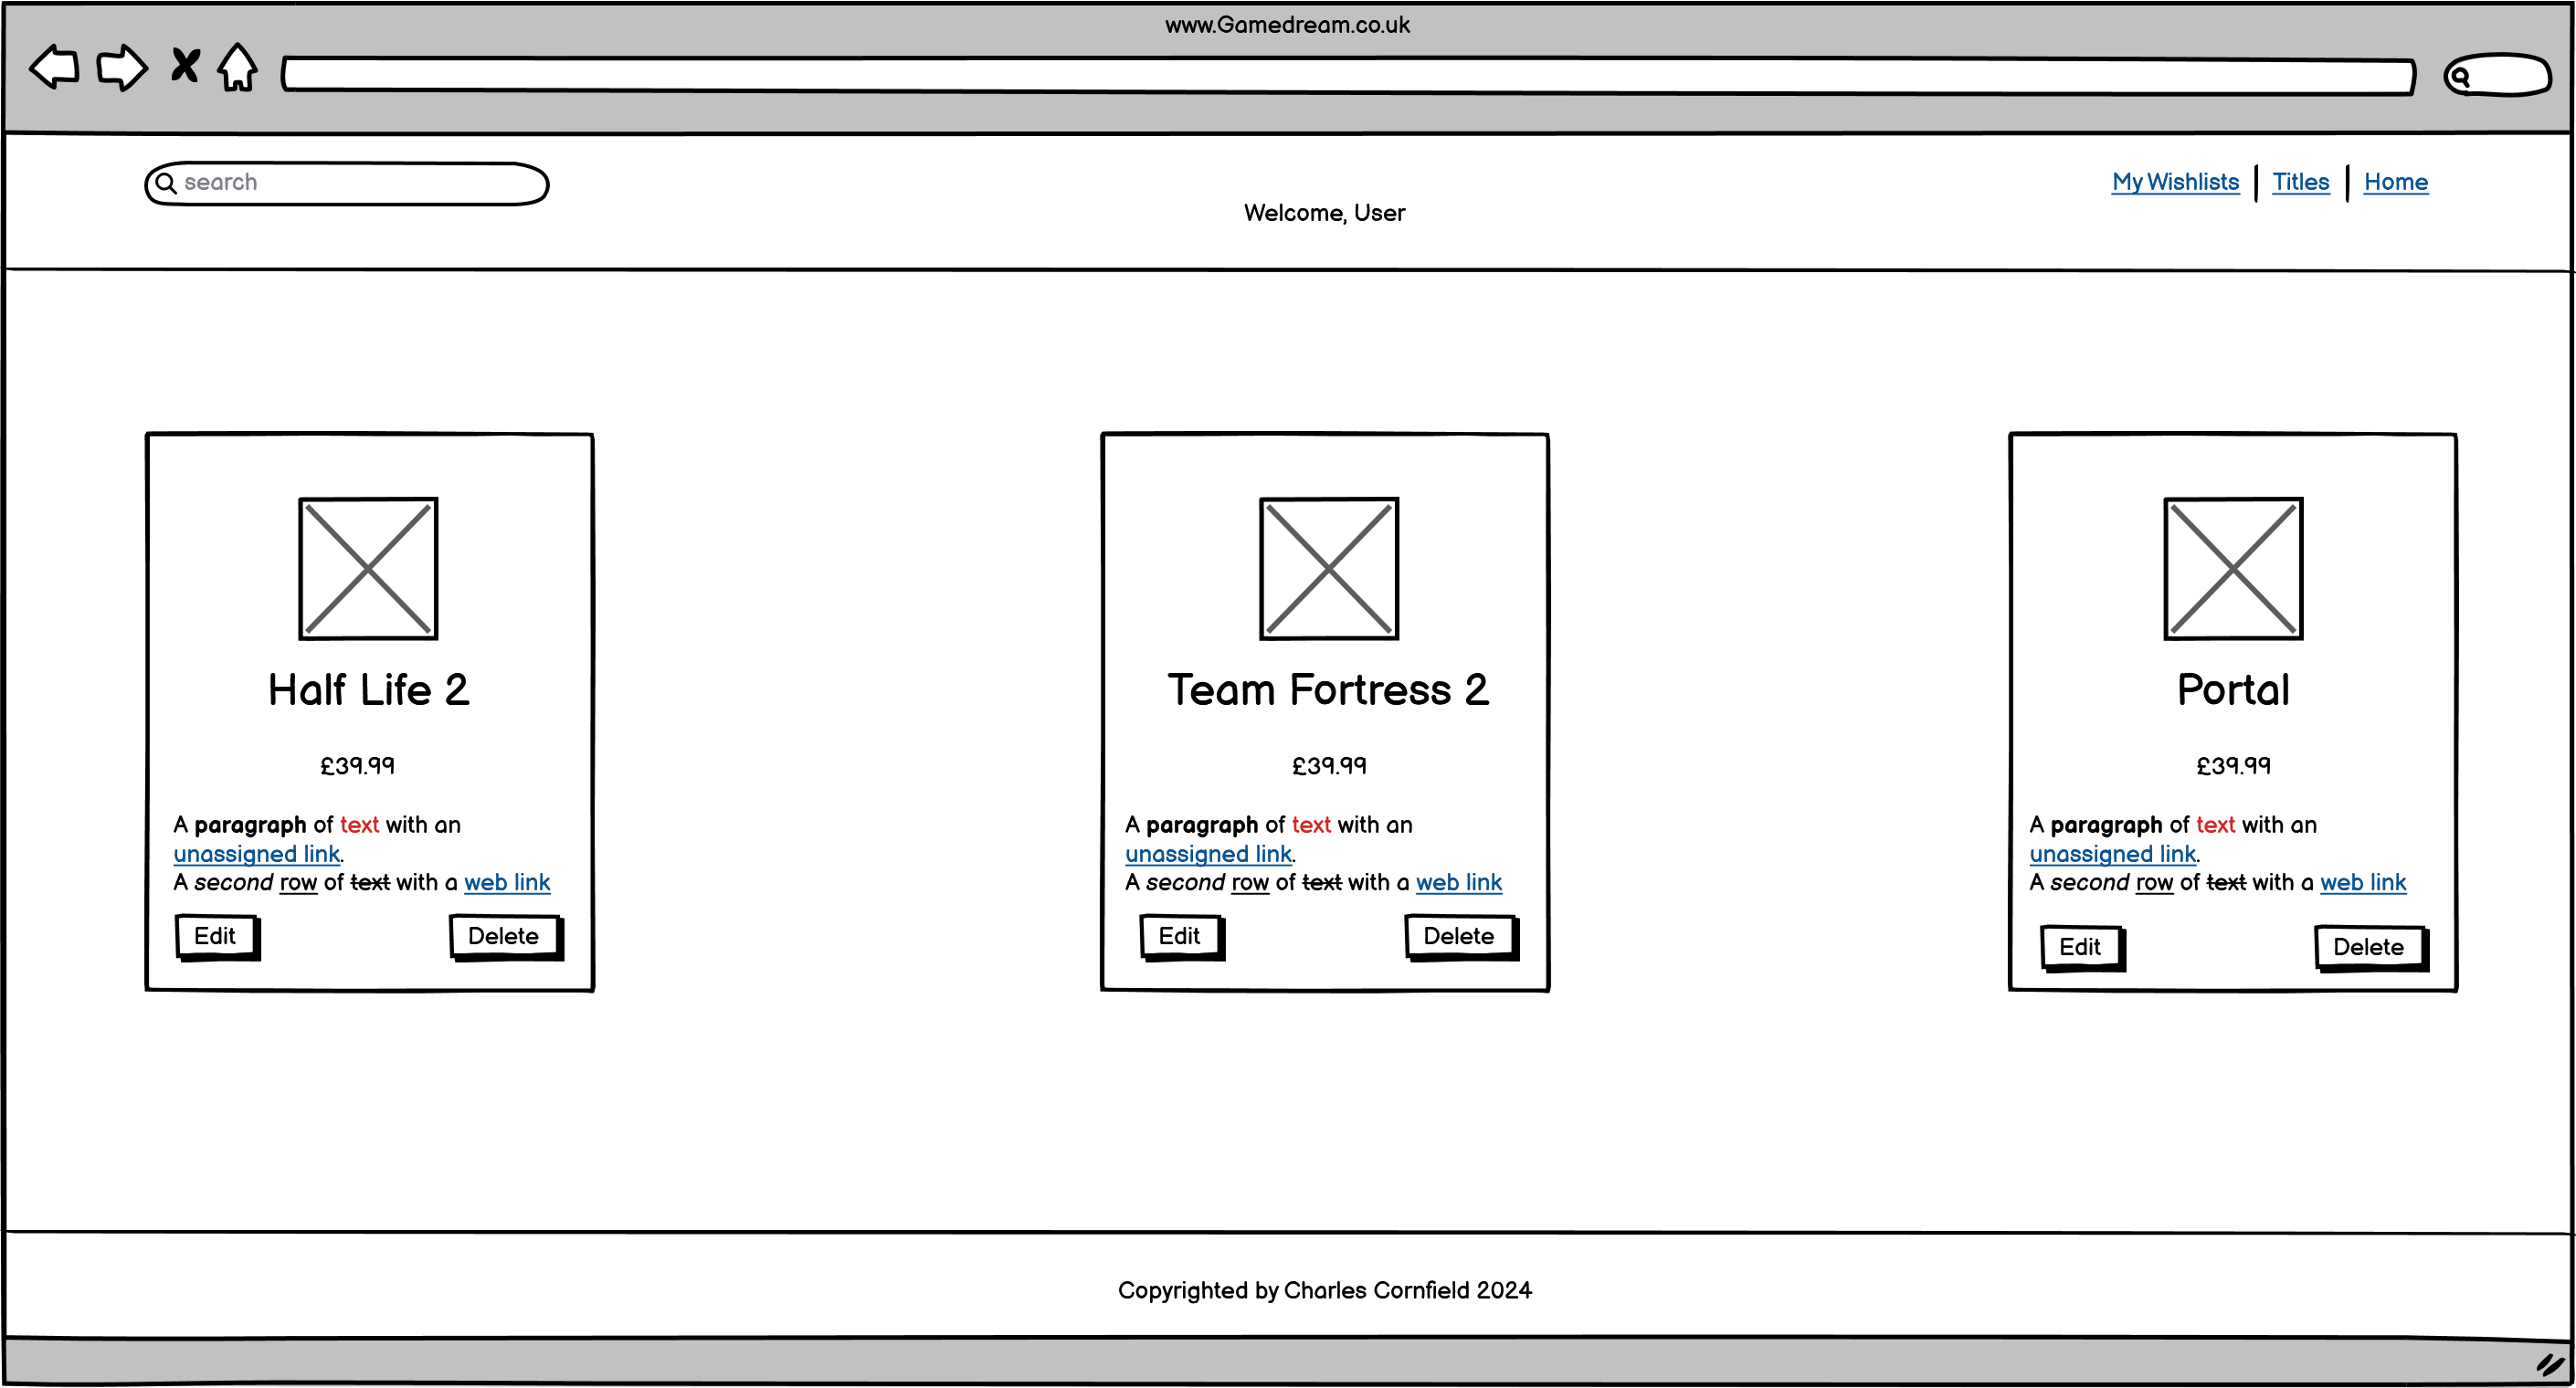 www.Gamedream.co.uk
search
My Wishlists Titles Home
Welcome, User
Half Life 2
£39.99
A paragraph of text with an
unassigned link.
A second row of text with a web link
Edit Delete
Team Fortress 2
£39.99
A paragraph of text with an
unassigned link.
A second row of text with a web link
Edit Delete
Portal
£39.99
A paragraph of text with an
unassigned link.
A second row of text with a web link
Edit Delete
Copyrighted by Charles Cornfield 2024